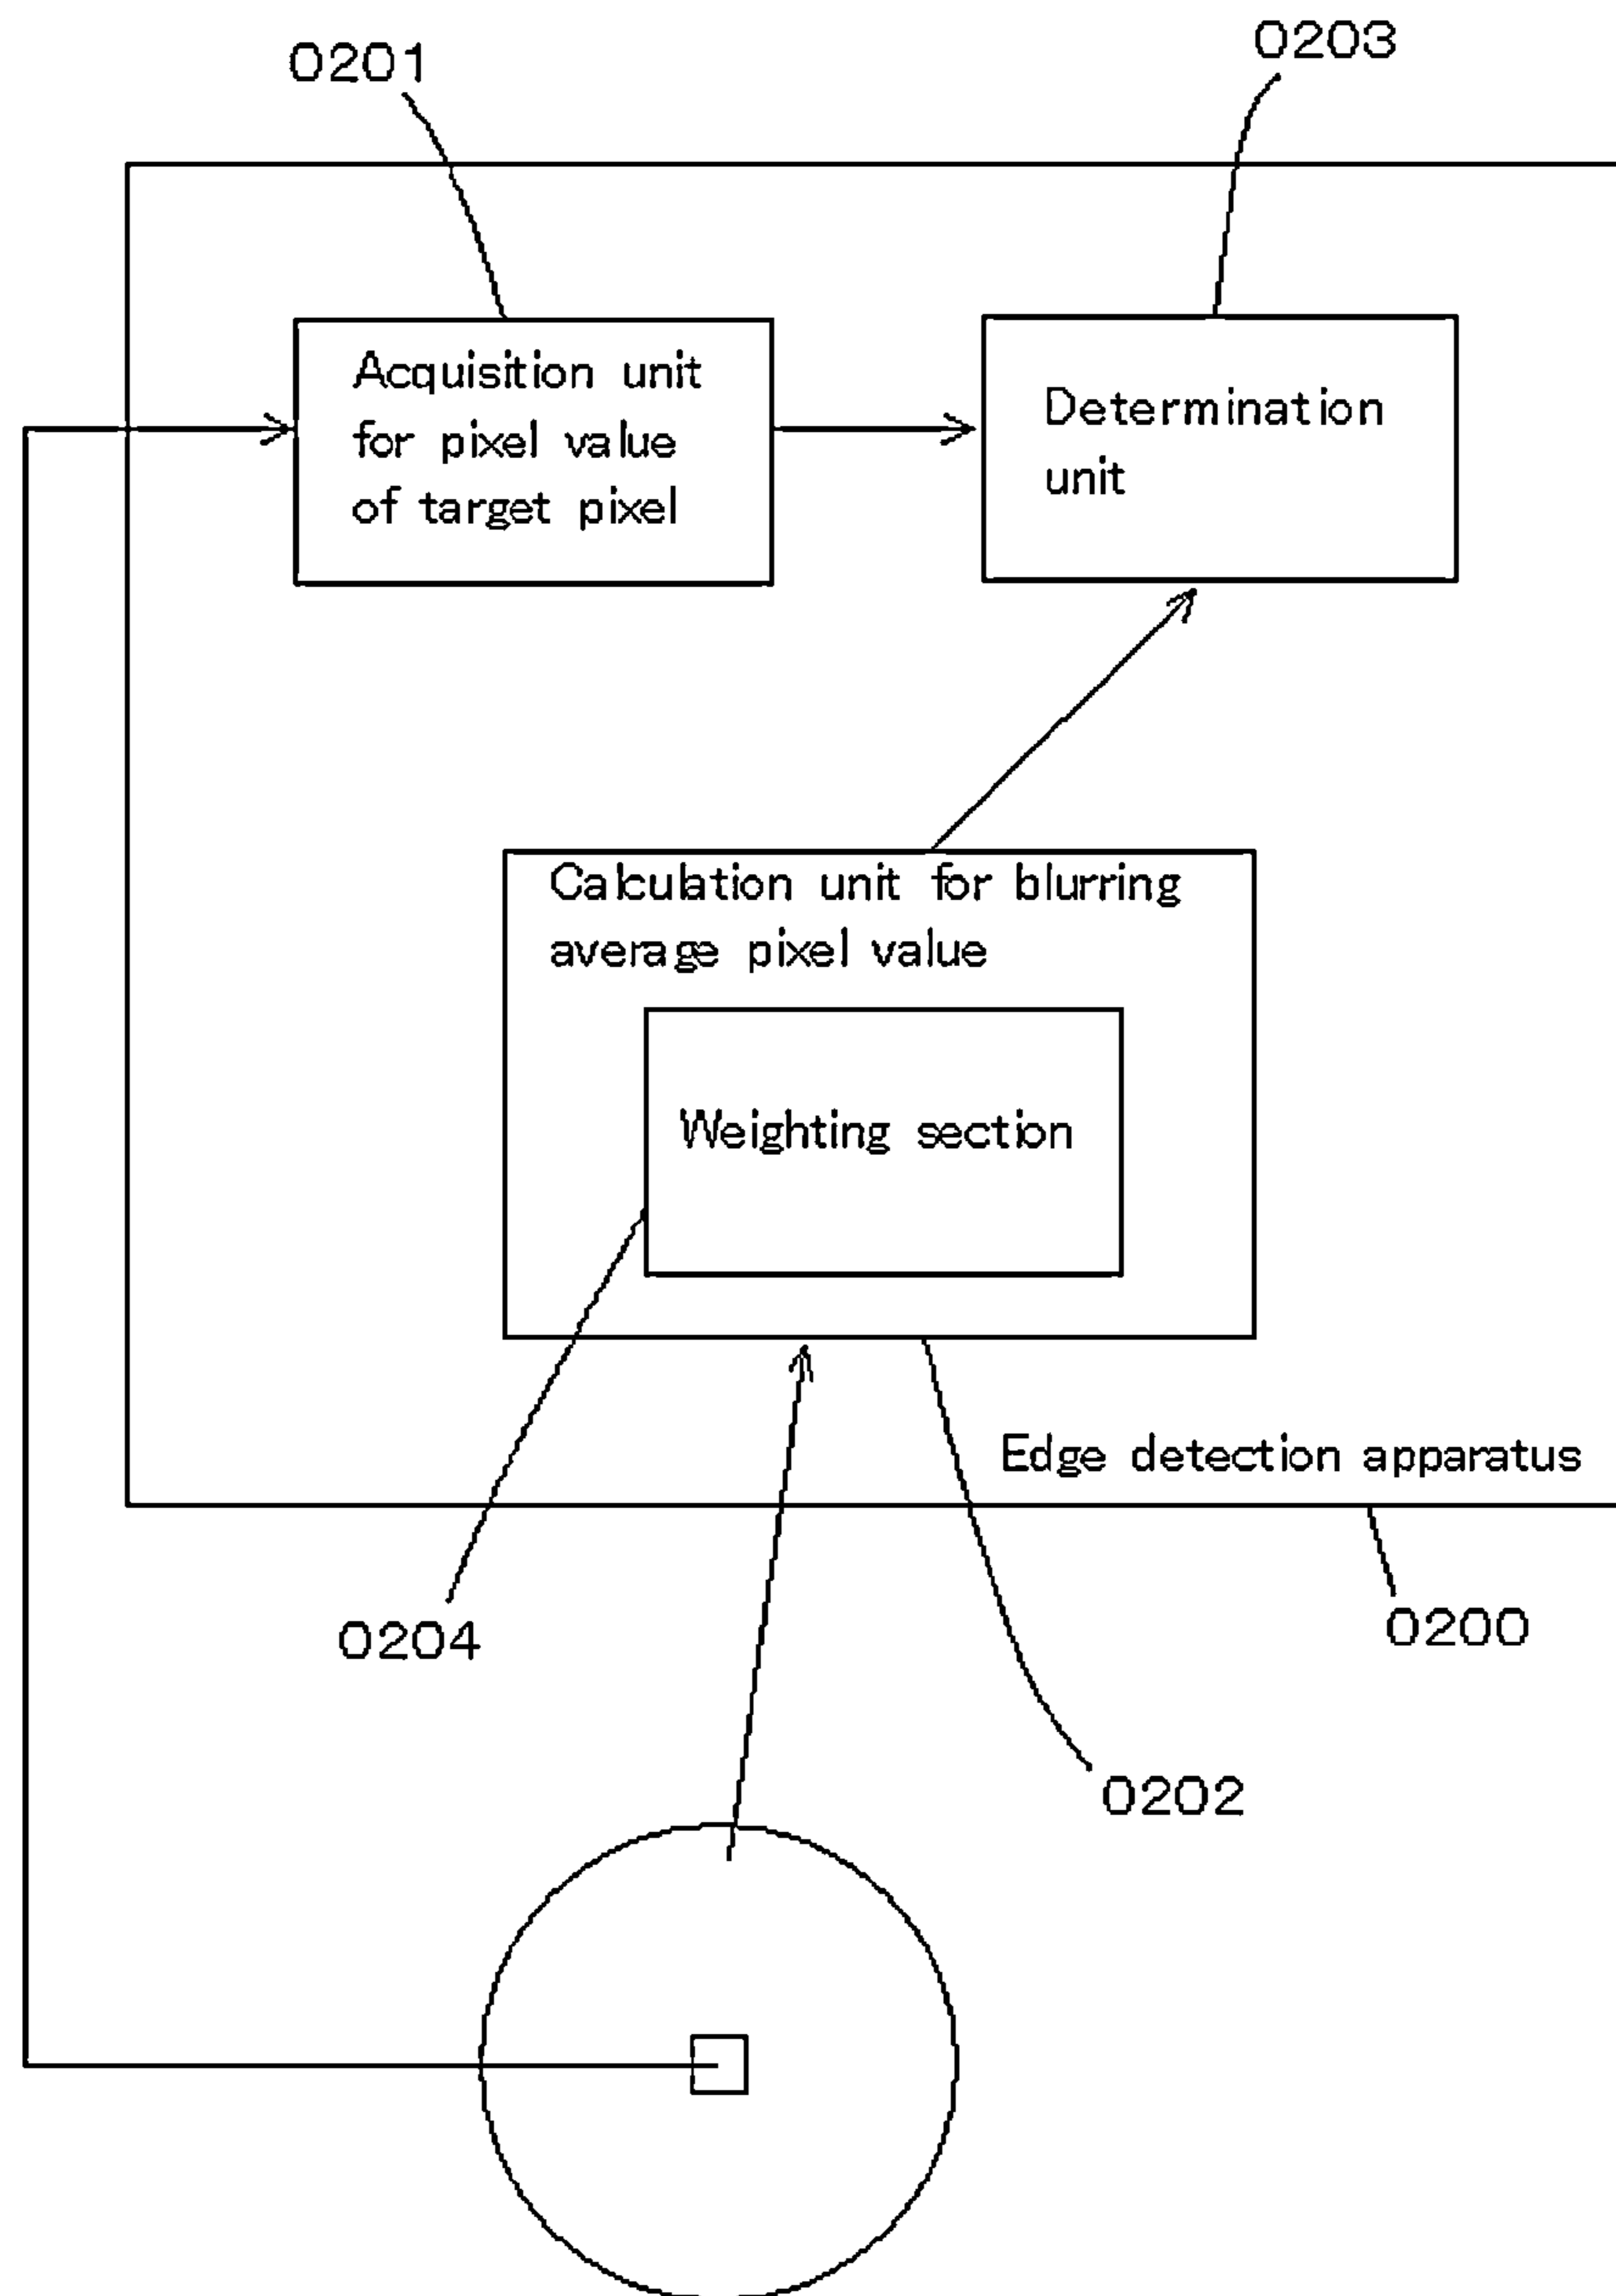 0201
0203
Acquisition unit
for pixel value
of target pixel
Determination
unit
Calculation unit for blurring
average pixel value
Weighting section
Edge detection apparatus
0204
0200
0202